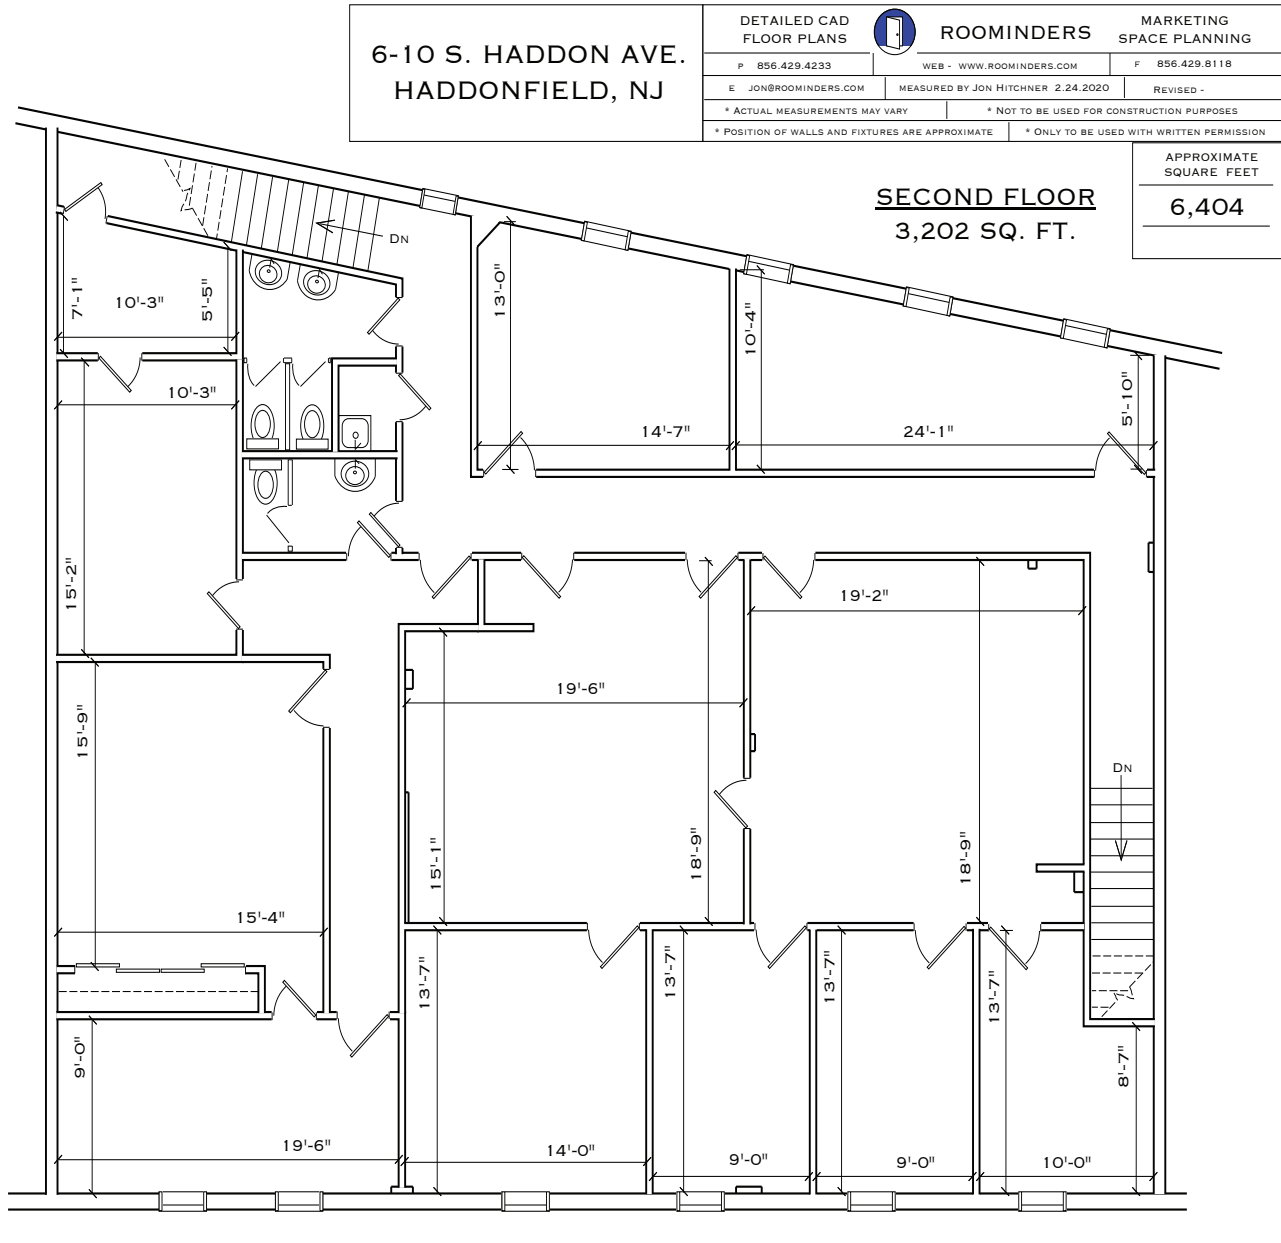 6-10 S. HADDON AVE.
HADDONFIELD, NJ
DETAILED CAD
FLOOR PLANS
ROOMINDERS
MARKETING
SPACE PLANNING
P 856.429.4233
WEB - WWW.ROOMINDERS.COM
F 856.429.8118
E JON@ROOMINDERS.COM
MEASURED BY JON HITCHNER 2.24.2020
REVISED -
* ACTUAL MEASUREMENTS MAY VARY
* NOT TO BE USED FOR CONSTRUCTION PURPOSES
* POSITION OF WALLS AND FIXTURES ARE APPROXIMATE
* ONLY TO BE USED WITH WRITTEN PERMISSION
APPROXIMATE
SQUARE FEET
6,404
SECOND FLOOR
3,202 SQ. FT.
DN
7'-1"
10'-3"
5'-5"
13'-0"
10'-4"
5'-10"
10'-3"
14'-7"
24'-1"
15'-2"
19'-2"
19'-6"
15'-9"
DN
15'-1"
18'-9"
18'-9"
15'-4"
13'-7"
13'-7"
13'-7"
13'-7"
9'-0"
8'-7"
19'-6"
14'-0"
9'-0"
9'-0"
10'-0"